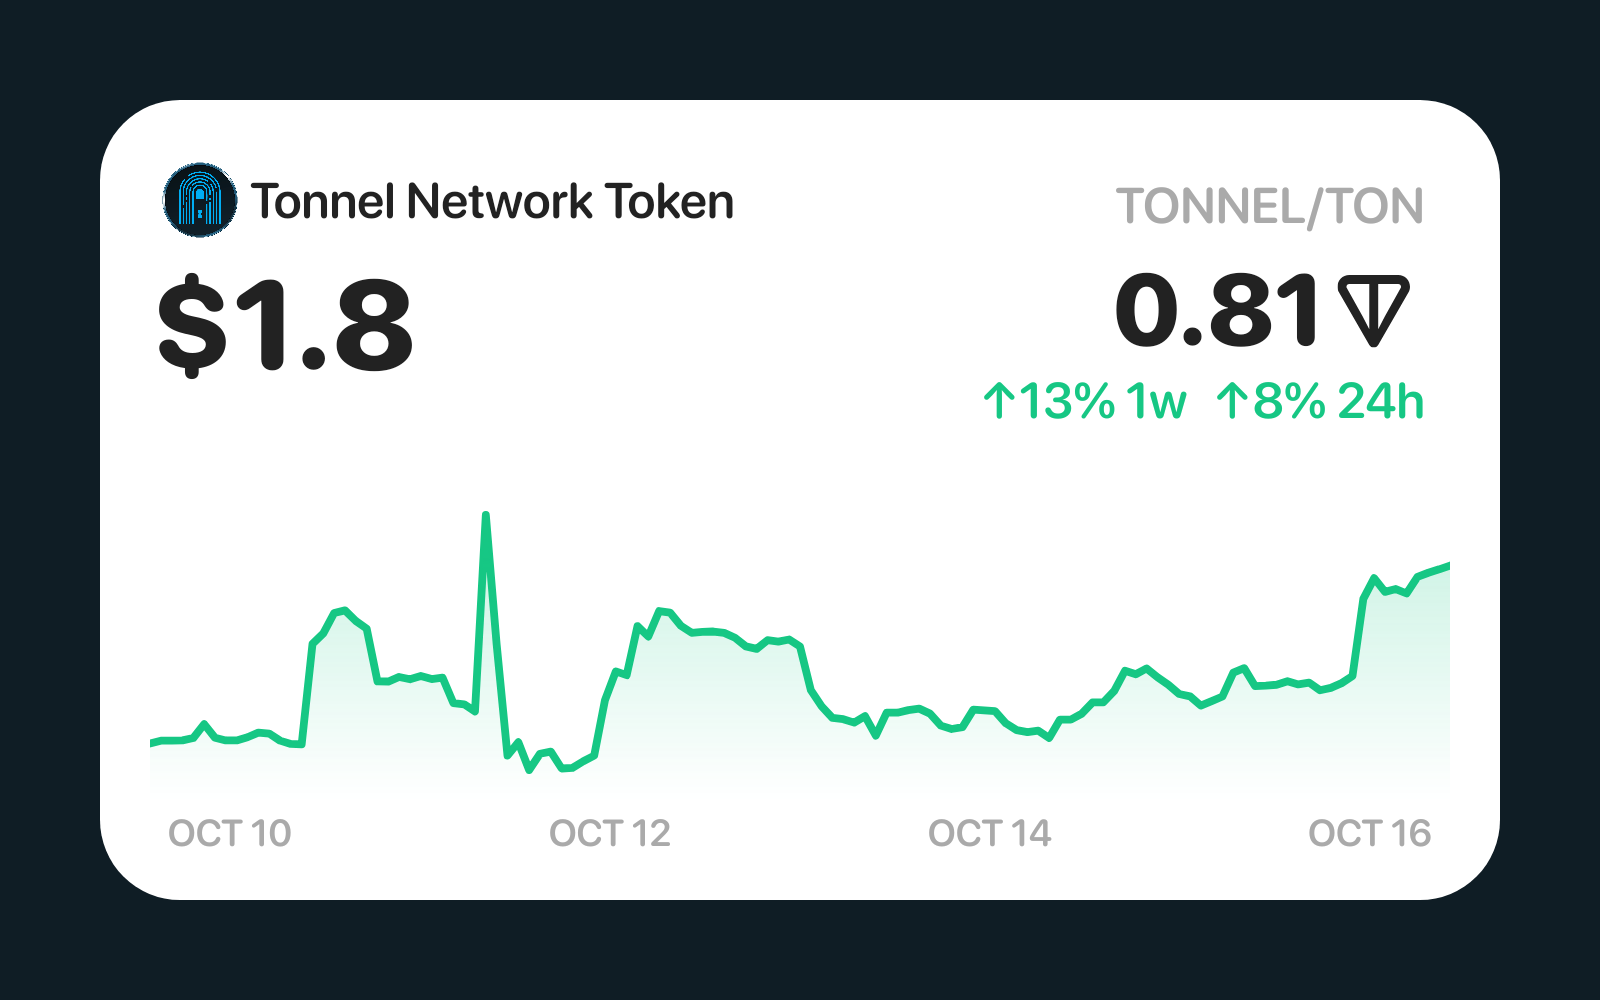 Tonnel Network Token
TONNEL/TON
$1.8
0.81
↑13% 1w ↑8% 24h
OCT 10
OCT 12
OCT 14
OCT 16